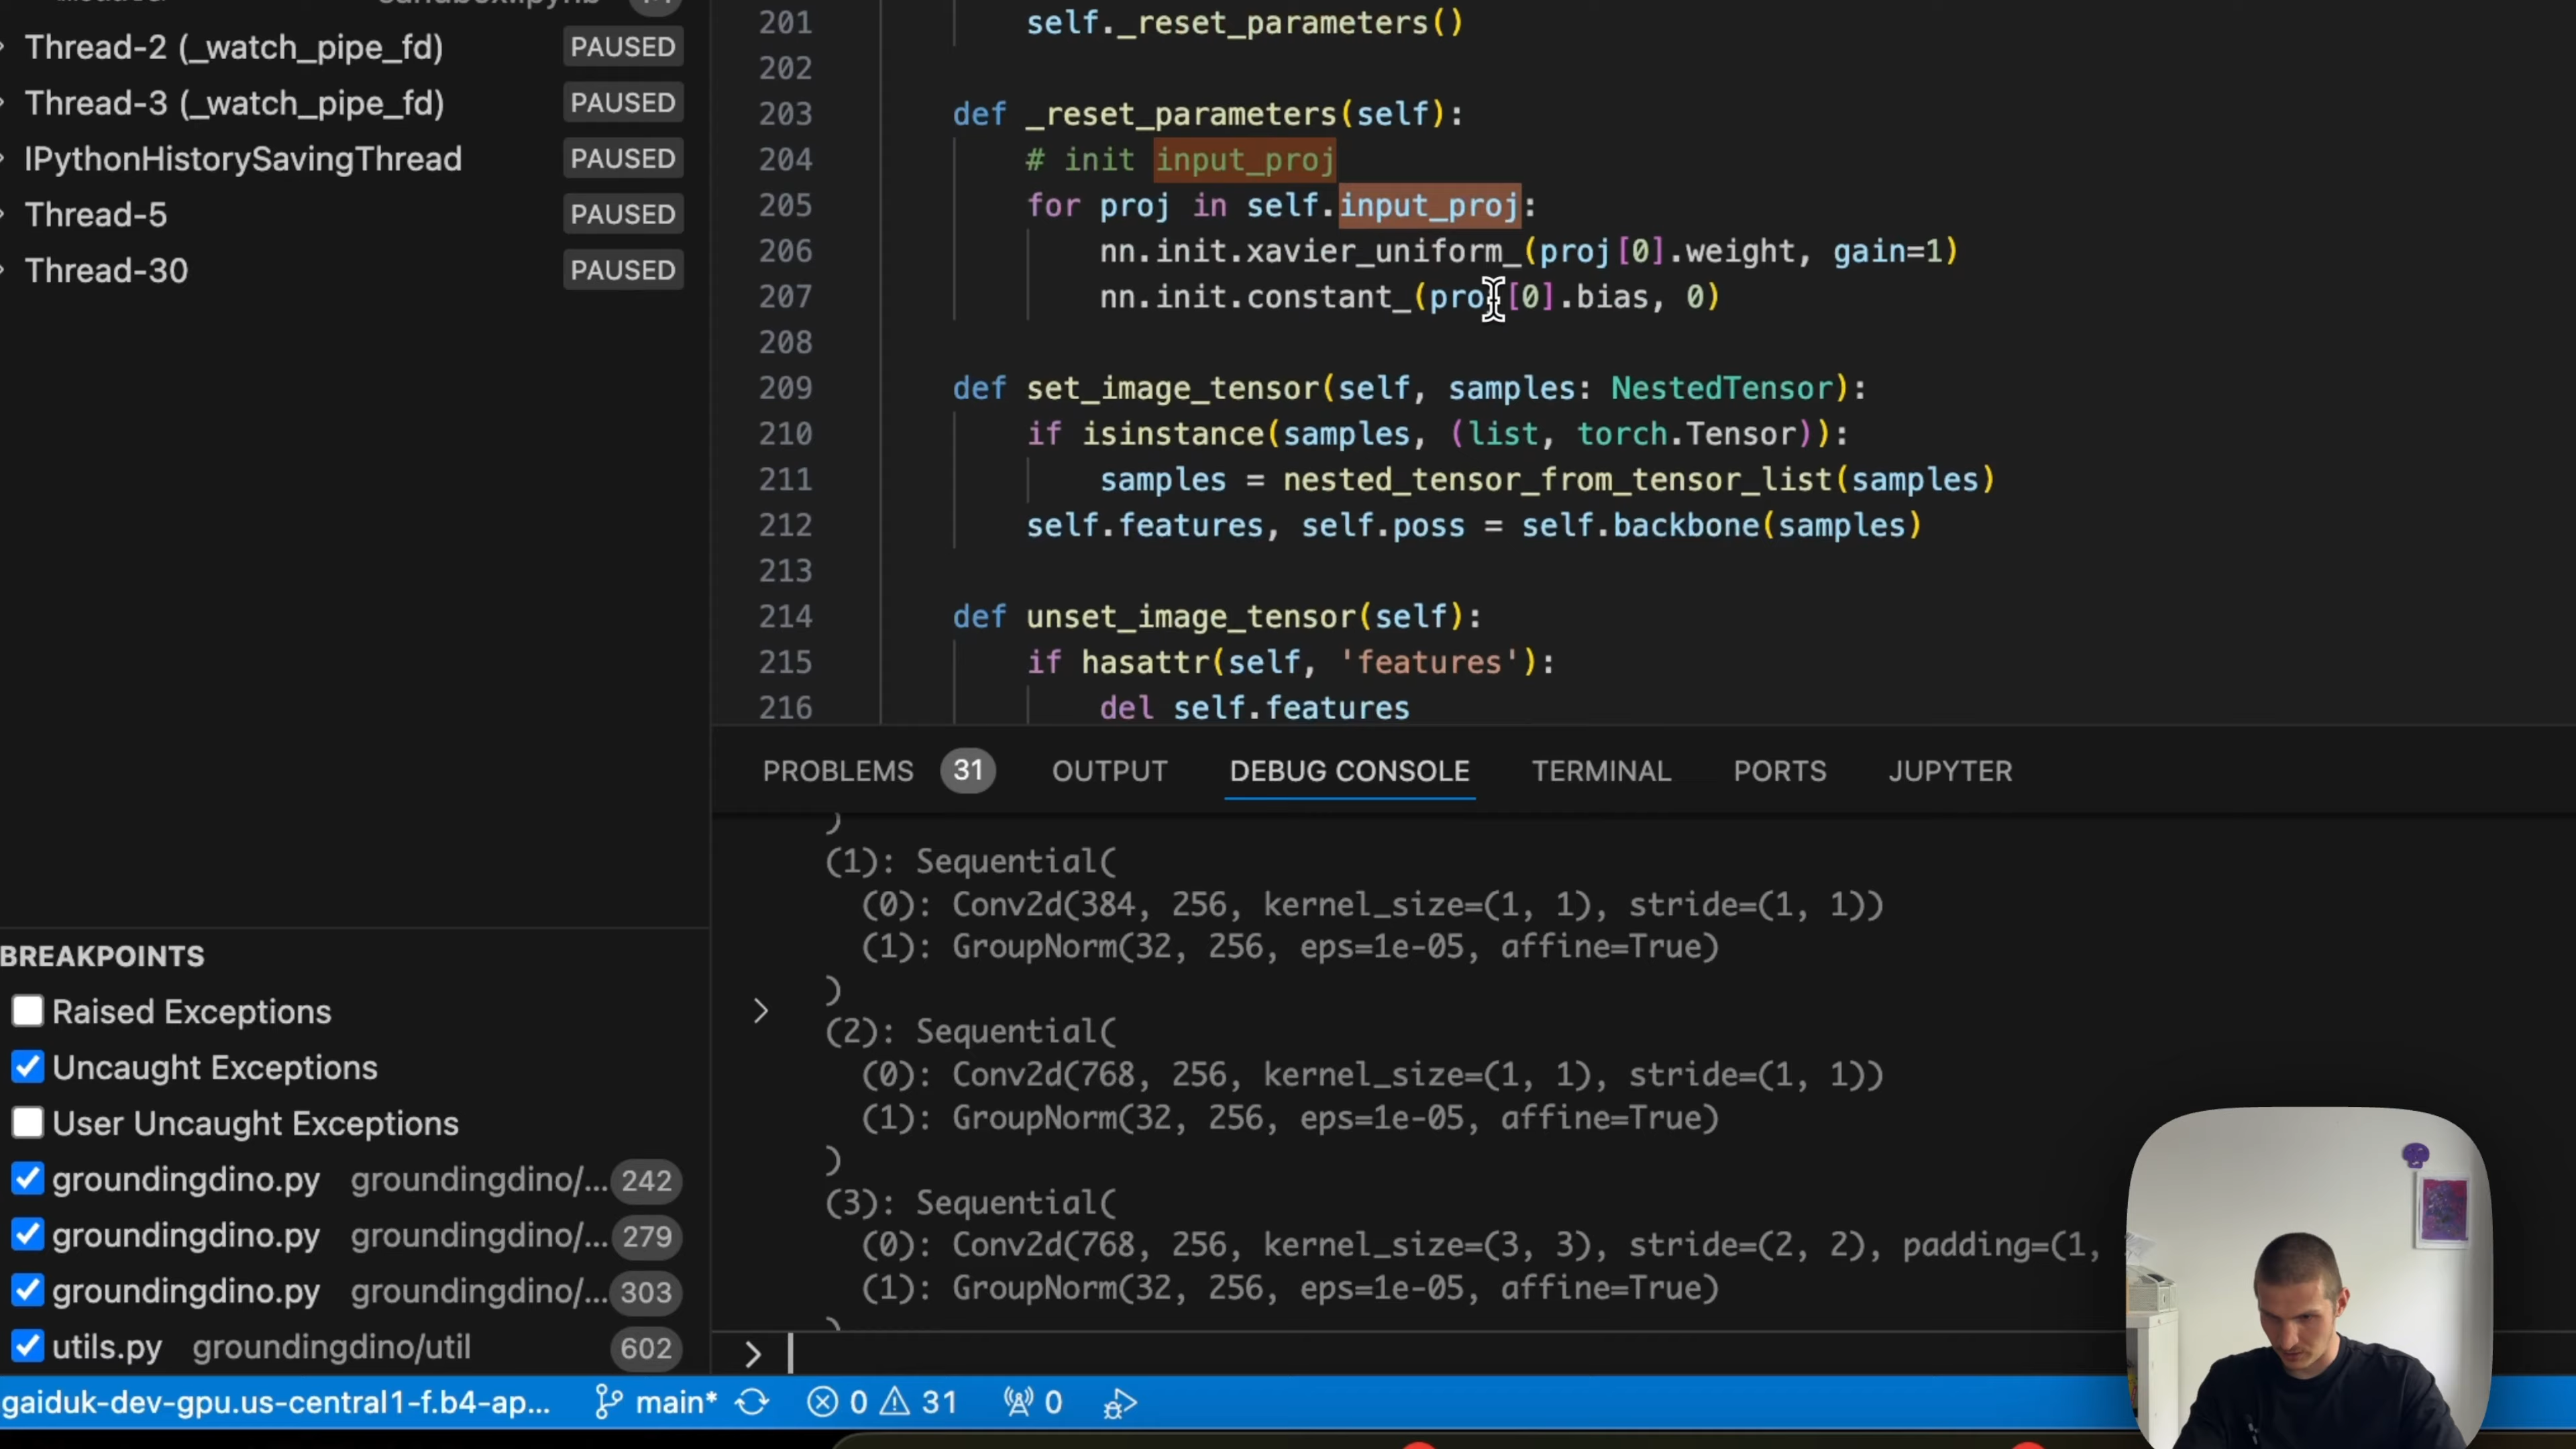 Thread-2 (_watch_pipe_fd) PAUSED
Thread-3 (_watch_pipe_fd) PAUSED
IPythonHistorySavingThread PAUSED
Thread-5 PAUSED
Thread-30 PAUSED
BREAKPOINTS
Raised Exceptions
Uncaught Exceptions
User Uncaught Exceptions
groundingdino.py groundingdino/... 242
groundingdino.py groundingdino/... 279
groundingdino.py groundingdino/... 303
utils.py groundingdino/util 602
201 self._reset_parameters()
202
203 def _reset_parameters(self):
204 # init input_proj
205 for proj in self.input_proj:
206 nn.init.xavier_uniform_(proj[0].weight, gain=1)
207 nn.init.constant_(proj[0].bias, 0)
208
209 def set_image_tensor(self, samples: NestedTensor):
210 if isinstance(samples, (list, torch.Tensor)):
211 samples = nested_tensor_from_tensor_list(samples)
212 self.features, self.poss = self.backbone(samples)
213
214 def unset_image_tensor(self):
215 if hasattr(self, 'features'):
216 del self.features
PROBLEMS 31 OUTPUT DEBUG CONSOLE TERMINAL PORTS JUPYTER
)
(1): Sequential(
(0): Conv2d(384, 256, kernel_size=(1, 1), stride=(1, 1))
(1): GroupNorm(32, 256, eps=1e-05, affine=True)
)
(2): Sequential(
(0): Conv2d(768, 256, kernel_size=(1, 1), stride=(1, 1))
(1): GroupNorm(32, 256, eps=1e-05, affine=True)
)
(3): Sequential(
(0): Conv2d(768, 256, kernel_size=(3, 3), stride=(2, 2), padding=(1,
(1): GroupNorm(32, 256, eps=1e-05, affine=True)
)
>
gaiduk-dev-gpu.us-central1-f.b4-ap... main* 0 31 0